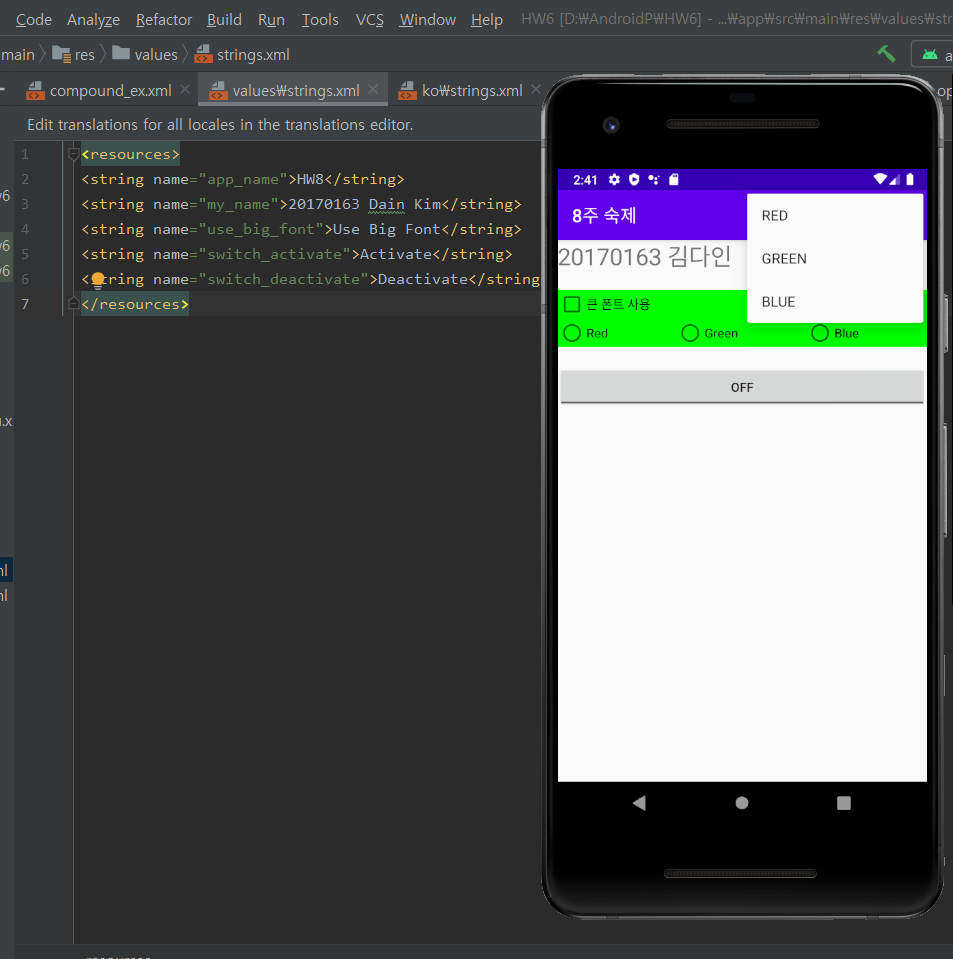 Code Analyze Refactor Build Run Tools VCS Window Help HW6 [D:₩AndroidP₩HW6] - ...₩app₩src₩main₩res₩values₩str
main res values strings.xml
compound_ex.xml values₩strings.xml ko₩strings.xml
Edit translations for all locales in the translations editor.
1 <resources>
2 <string name="app_name">HW8</string>
3 <string name="my_name">20170163 Dain Kim</string>
4 <string name="use_big_font">Use Big Font</string>
5 <string name="switch_activate">Activate</string>
6 <string name="switch_deactivate">Deactivate</string
7 </resources>
2:41
8주 숙제
RED
GREEN
BLUE
20170163 김다인
큰 폰트 사용
Red Green Blue
OFF